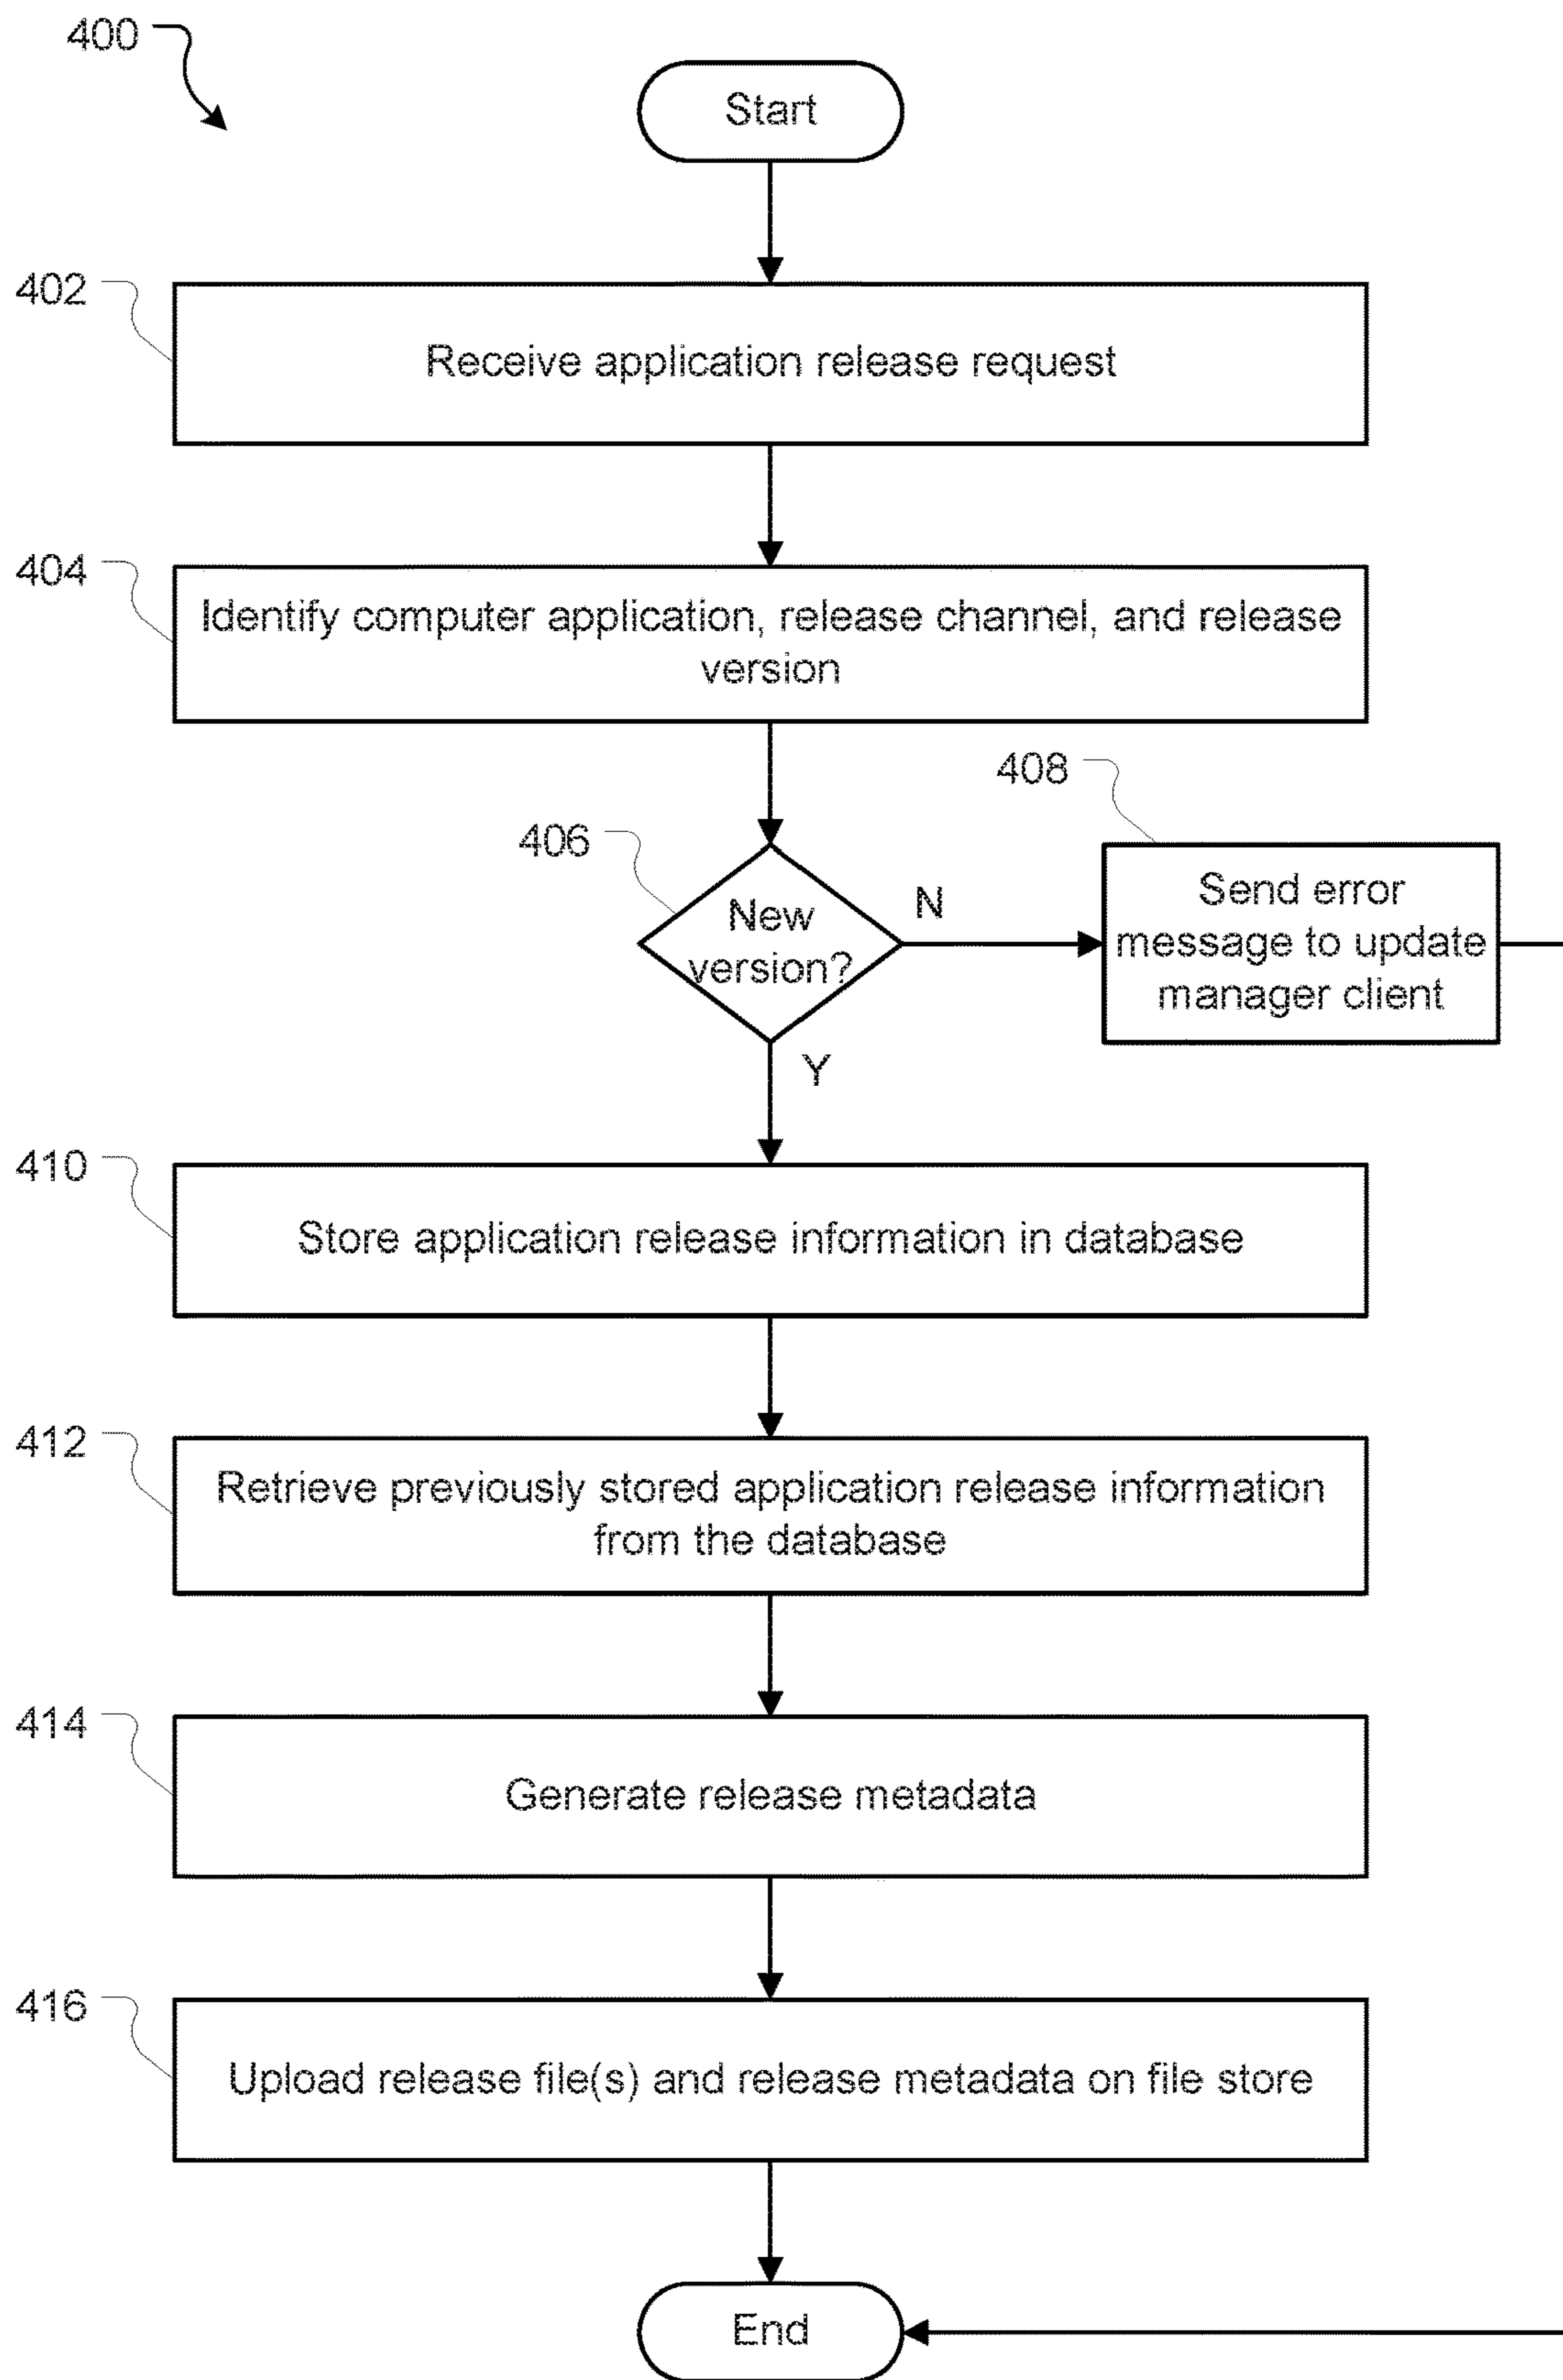 400
Start
402
Receive application release request
404
Identify computer application, release channel, and release
version
406
New
version?
N
408
Send error
message to update
manager client
Y
410
Store application release information in database
412
Retrieve previously stored application release information
from the database
414
Generate release metadata
416
Upload release file(s) and release metadata on file store
End